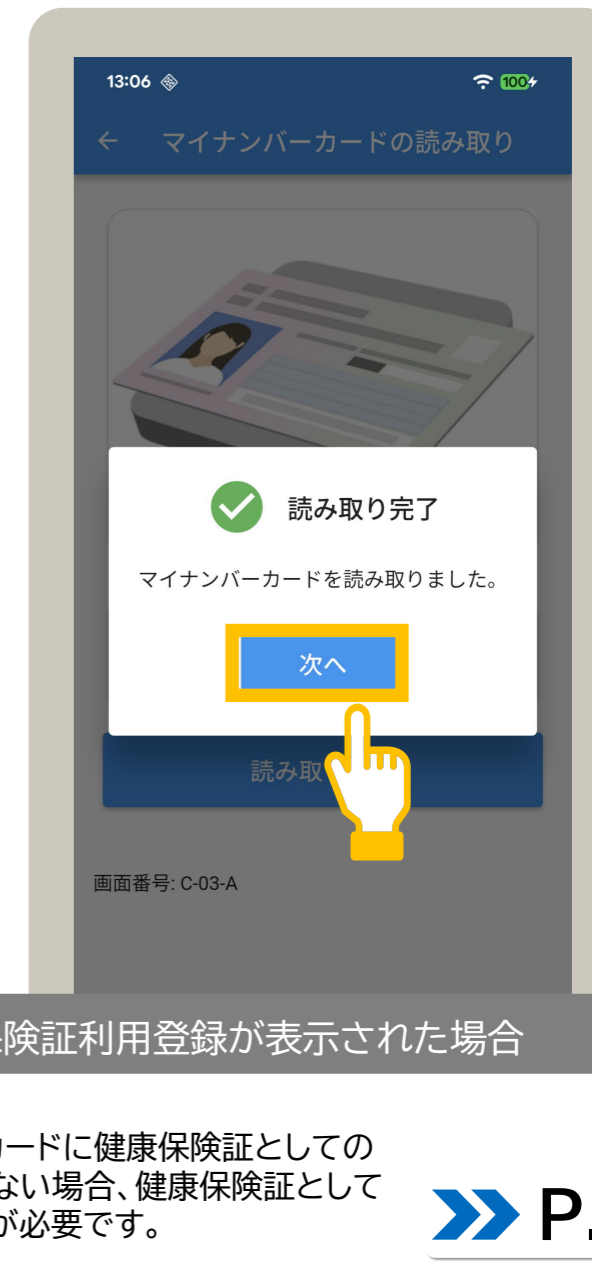 13:06
100
マイナンバーカードの読み取り
読み取り完了
マイナンバーカードを読み取りました。
次へ
読み取
画面番号: C-03-A
険証利用登録が表示された場合
カードに健康保険証としての
ない場合、健康保険証として
が必要です。
P.